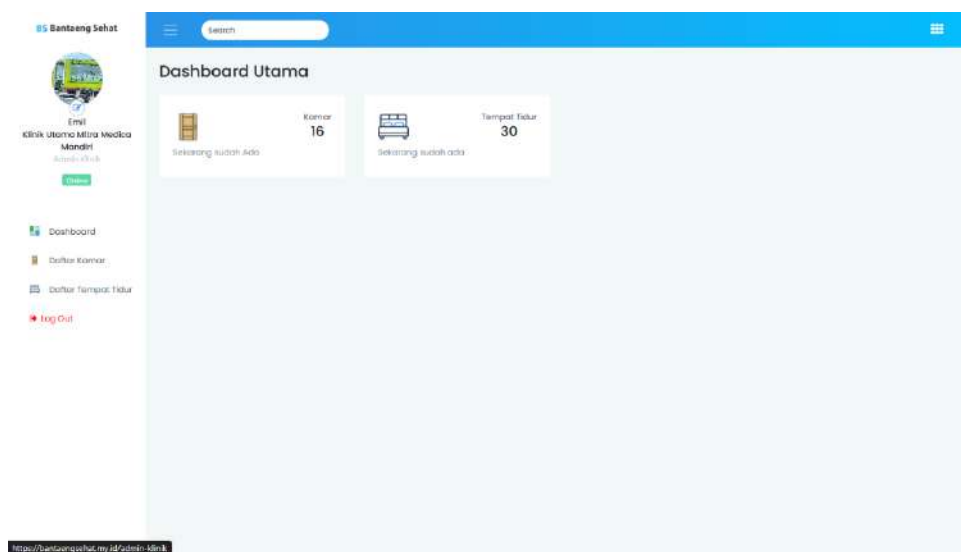 BS Bantaeng Sehat
Search
Emil
Klinik Utama Mitra Medica
Mandiri
Admin Klinik
Online
Dashboard
Daftar Kamar
Daftar Tempat Tidur
Log Out
Dashboard Utama
Kamar
16
Sekarang sudah Ada
Tempat Tidur
30
Sekarang sudah ada
https://bantaengsehat.my.id/admin-klinik